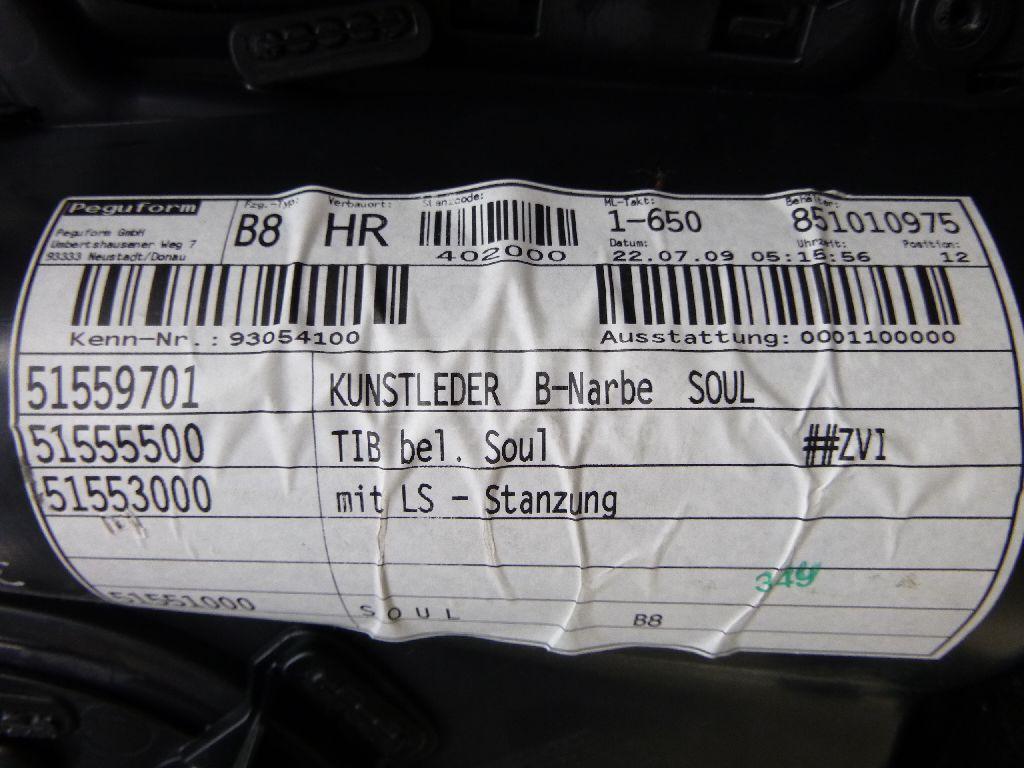 Peguform
Peguform GmbH
Umbertshausener Weg 7
93333 Neustadt/Donau
Fzg.-Typ: Verbauort: Stanzcode: ML-Takt: Behälter:
B8 HR 402000 1-650 851010975
Datum: Uhrzeit: Position:
22.07.09 05:15:56 12
Kenn-Nr.: 93054100 Ausstattung: 0001100000
51559701 KUNSTLEDER B-Narbe SOUL
51555500 TIB bel. Soul ##ZVI
51553000 mit LS - Stanzung
349
51551000 SOUL B8